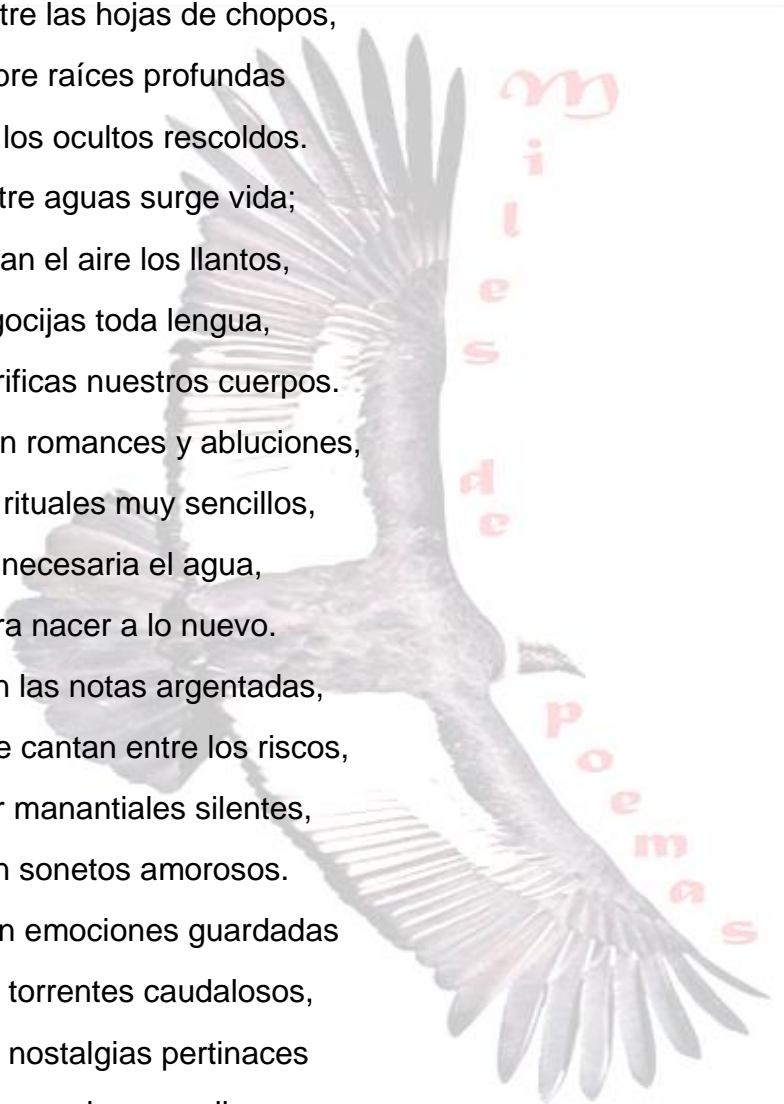 tre las hojas de chopos,
ore raíces profundas
los ocultos rescoldos.
tre aguas surge vida;
an el aire los llantos,
gocijas toda lengua,
rificas nuestros cuerpos.
n romances y abluciones,
rituales muy sencillos,
necesaria el agua,
ra nacer a lo nuevo.
n las notas argentadas,
e cantan entre los riscos,
r manantiales silentes,
n sonetos amorosos.
n emociones guardadas
torrentes caudalosos,
nostalgias pertinaces
Miles de poemas